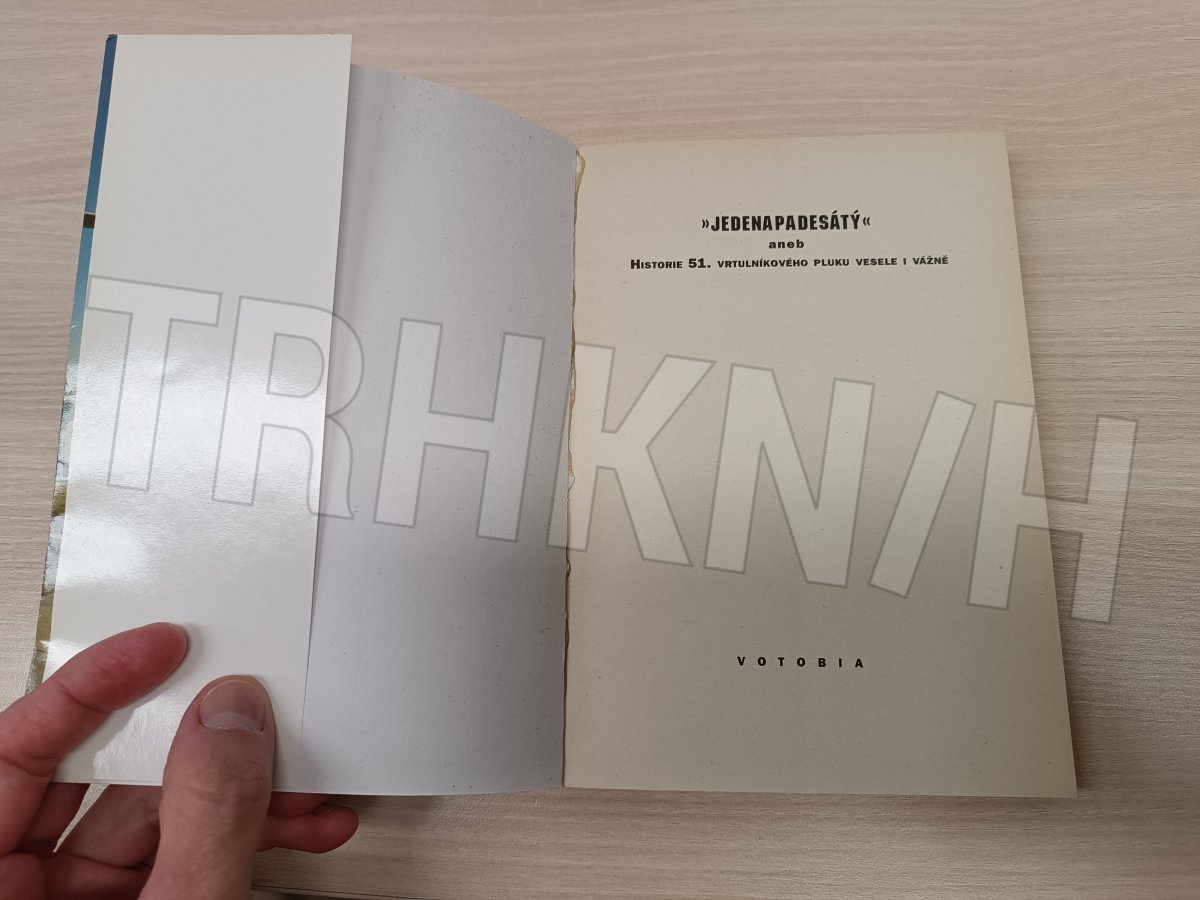 »JEDENAPADESÁTÝ«
aneb
HISTORIE 51. VRTULNÍKOVÉHO PLUKU VESELE I VÁŽNĚ
TRHKNIH
VOTOBIA